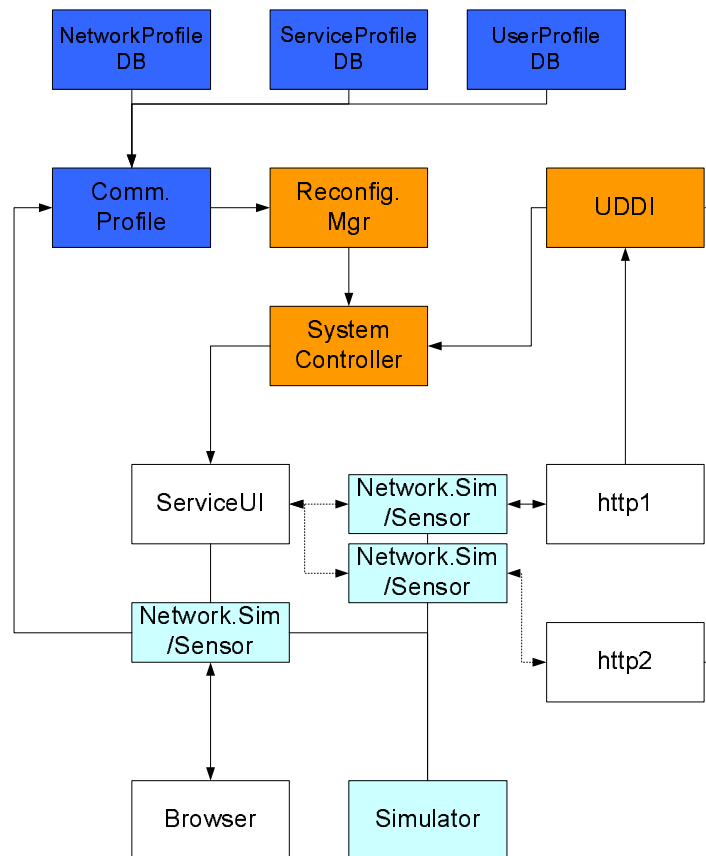 NetworkProfile
DB
ServiceProfile
DB
UserProfile
DB
Comm.
Profile
Reconfig.
Mgr
UDDI
System
Controller
ServiceUI
Network.Sim
/Sensor
http1
Network.Sim
/Sensor
Network.Sim
/Sensor
http2
Browser
Simulator